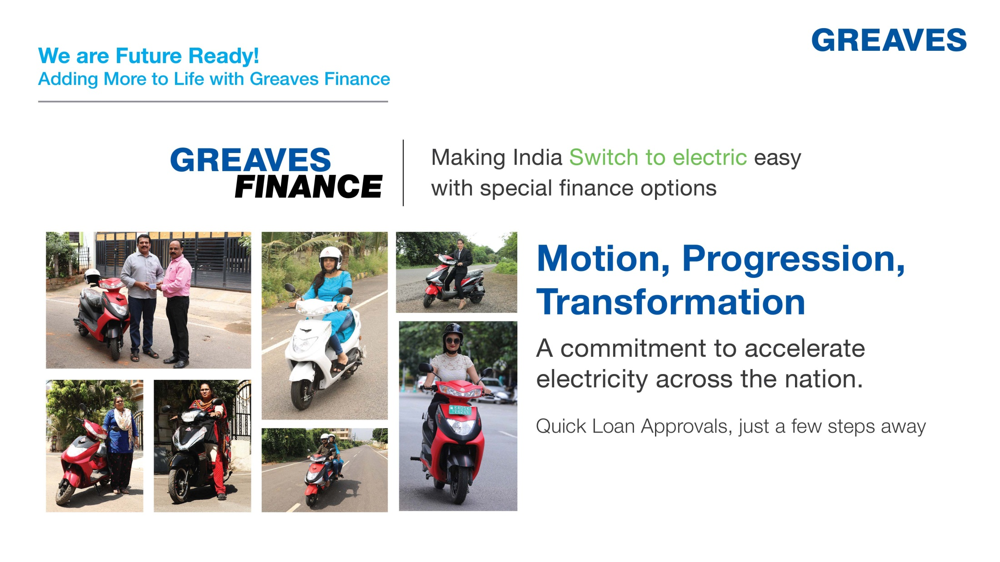 GREAVES
We are Future Ready!
Adding More to Life with Greaves Finance
GREAVES
FINANCE
Making India Switch to electric easy
with special finance options
Motion, Progression,
Transformation
A commitment to accelerate
electricity across the nation.
Quick Loan Approvals, just a few steps away
KA05K